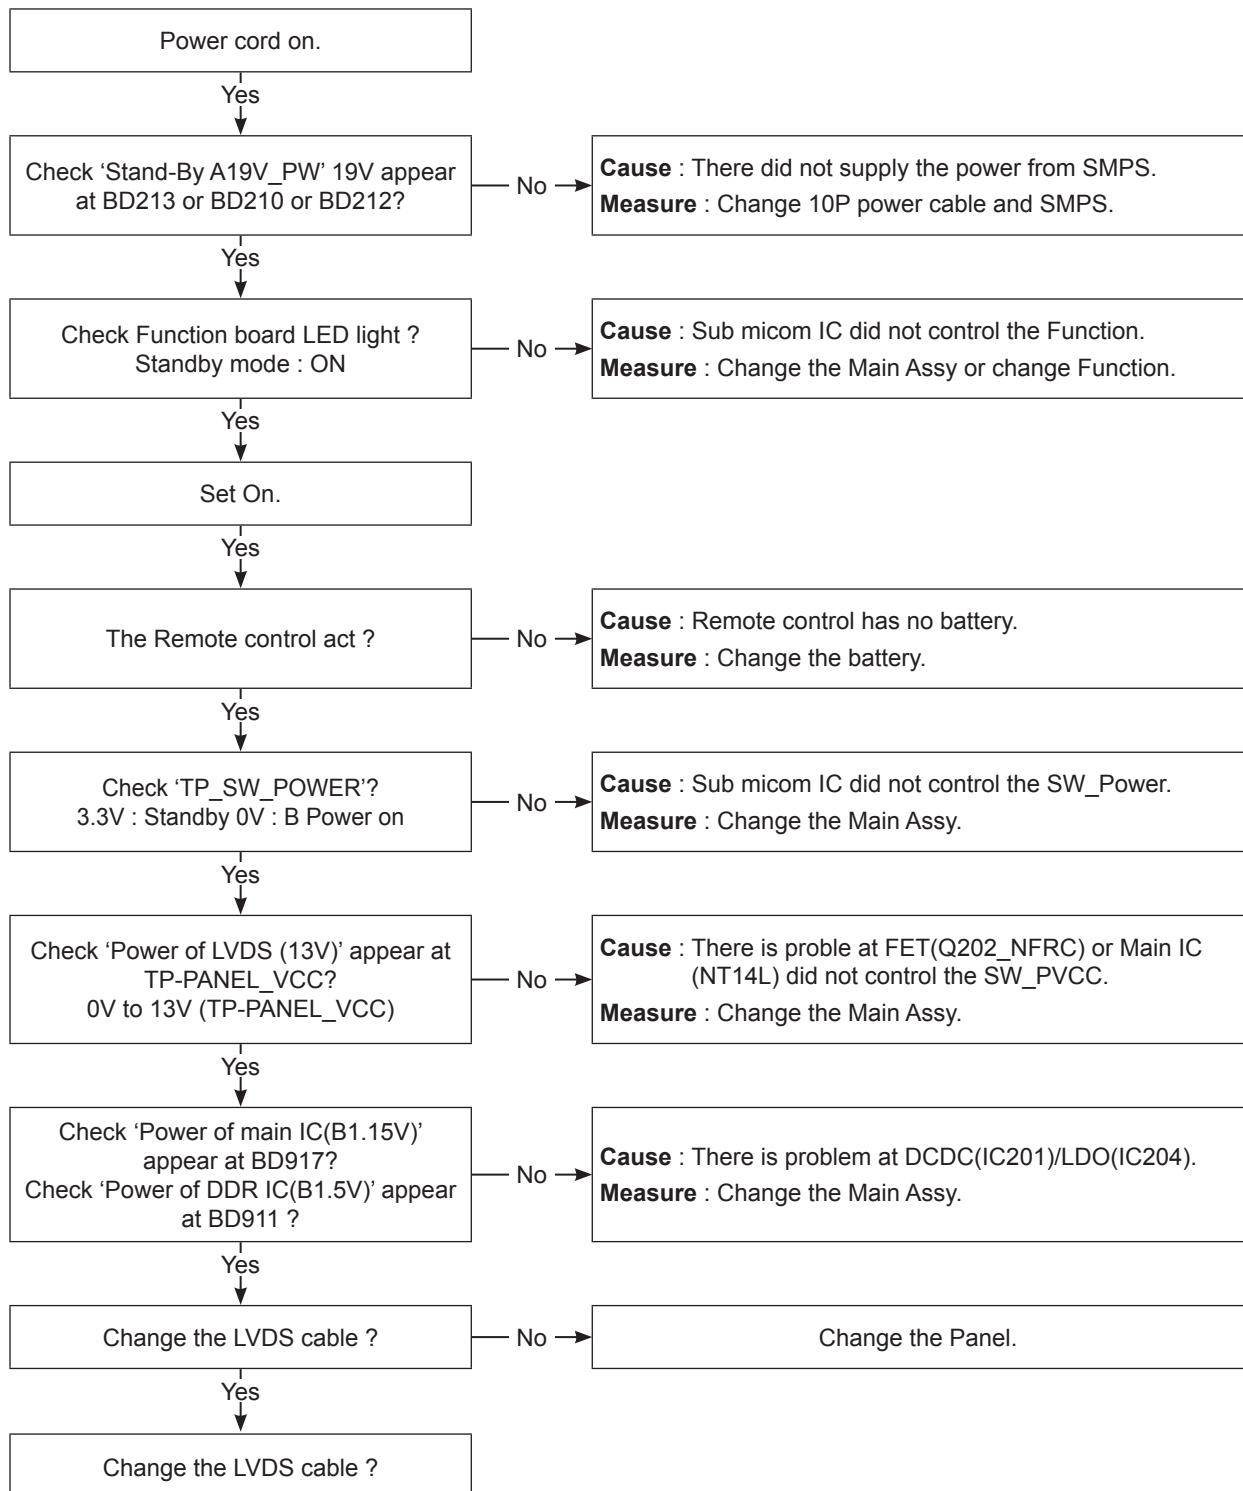 Power cord on.
Yes
Check ‘Stand-By A19V_PW’ 19V appear
at BD213 or BD210 or BD212?
No
Cause : There did not supply the power from SMPS.
Measure : Change 10P power cable and SMPS.
Yes
Check Function board LED light ?
Standby mode : ON
No
Cause : Sub micom IC did not control the Function.
Measure : Change the Main Assy or change Function.
Yes
Set On.
Yes
The Remote control act ?
No
Cause : Remote control has no battery.
Measure : Change the battery.
Yes
Check ‘TP_SW_POWER’?
3.3V : Standby 0V : B Power on
No
Cause : Sub micom IC did not control the SW_Power.
Measure : Change the Main Assy.
Yes
Check ‘Power of LVDS (13V)’ appear at
TP-PANEL_VCC?
0V to 13V (TP-PANEL_VCC)
No
Cause : There is proble at FET(Q202_NFRC) or Main IC
(NT14L) did not control the SW_PVCC.
Measure : Change the Main Assy.
Yes
Check ‘Power of main IC(B1.15V)’
appear at BD917?
Check ‘Power of DDR IC(B1.5V)’ appear
at BD911 ?
No
Cause : There is problem at DCDC(IC201)/LDO(IC204).
Measure : Change the Main Assy.
Yes
Change the LVDS cable ?
No
Change the Panel.
Yes
Change the LVDS cable ?